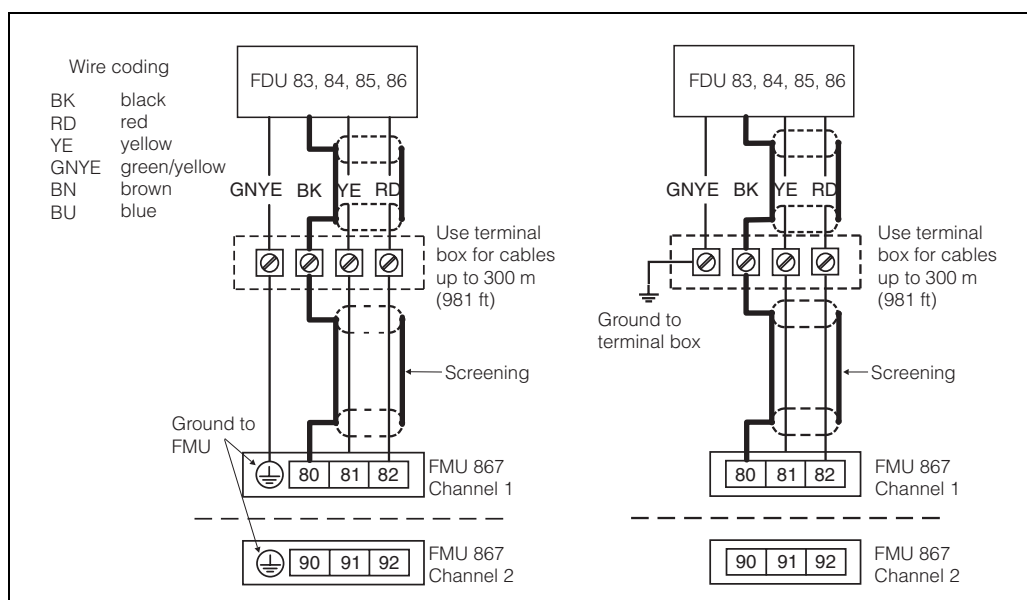 Wire coding
BK black
RD red
YE yellow
GNYE green/yellow
BN brown
BU blue
FDU 83, 84, 85, 86
GNYE BK YE RD
Use terminal
box for cables
up to 300 m
(981 ft)
Screening
Ground to
FMU
80 81 82
FMU 867
Channel 1
90 91 92
FMU 867
Channel 2
FDU 83, 84, 85, 86
GNYE BK YE RD
Use terminal
box for cables
up to 300 m
(981 ft)
Ground to
terminal box
Screening
80 81 82
FMU 867
Channel 1
90 91 92
FMU 867
Channel 2